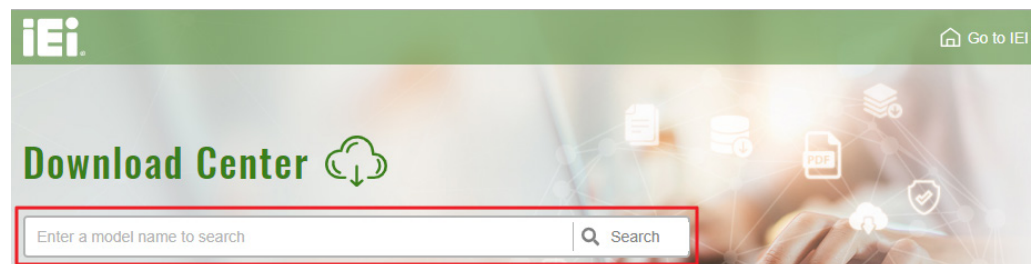 iEi.
Go to IEI
Download Center
PDF
Enter a model name to search
Search